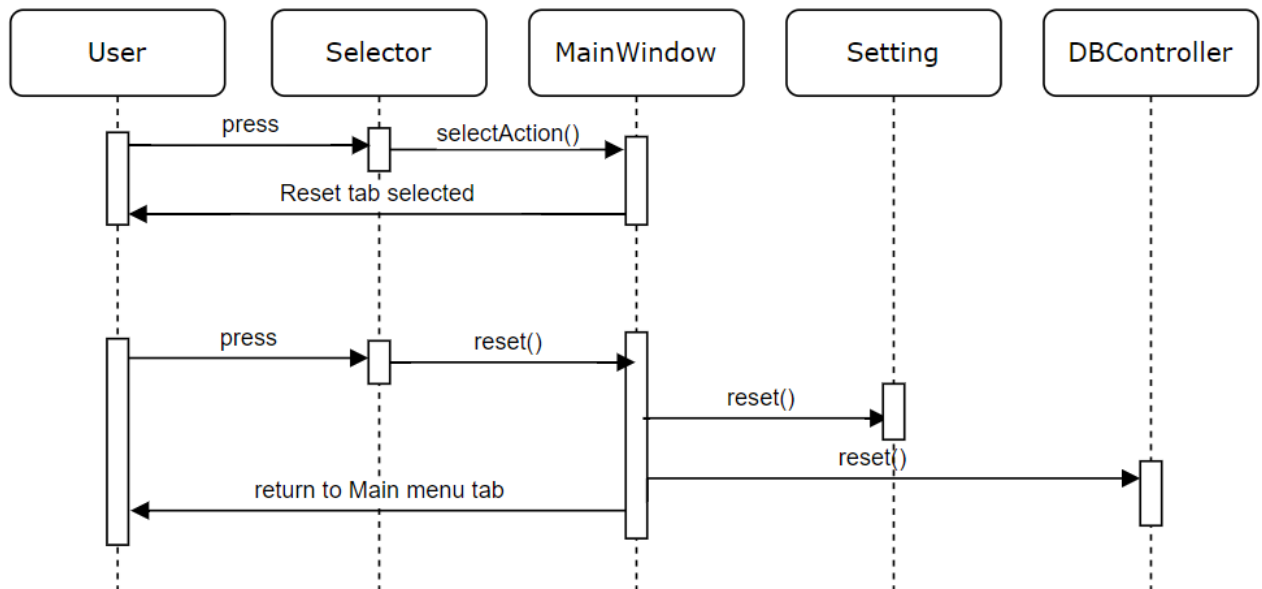 User
Selector
MainWindow
Setting
DBController
press
selectAction()
Reset tab selected
press
reset()
reset()
reset()
return to Main menu tab